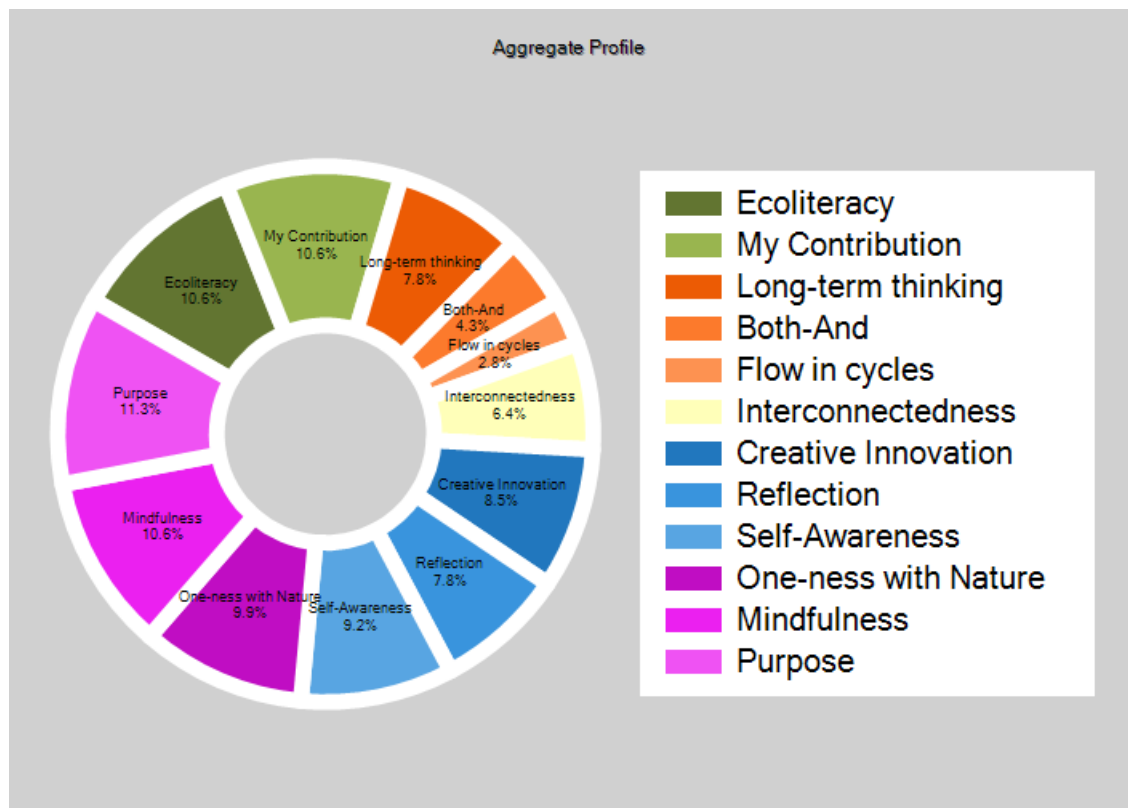 Aggregate Profile
My Contribution
10.6%
Long-term thinking
7.8%
Both-And
4.3%
Flow in cycles
2.8%
Interconnectedness
6.4%
Creative Innovation
8.5%
Reflection
7.8%
Self-Awareness
9.2%
One-ness with Nature
9.9%
Mindfulness
10.6%
Purpose
11.3%
Ecoliteracy
10.6%
Ecoliteracy
My Contribution
Long-term thinking
Both-And
Flow in cycles
Interconnectedness
Creative Innovation
Reflection
Self-Awareness
One-ness with Nature
Mindfulness
Purpose